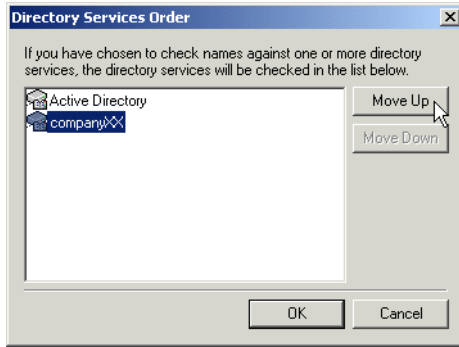 Directory Services Order
If you have chosen to check names against one or more directory
services, the directory services will be checked in the list below.
Active Directory
companyXX
Move Up
Move Down
OK
Cancel